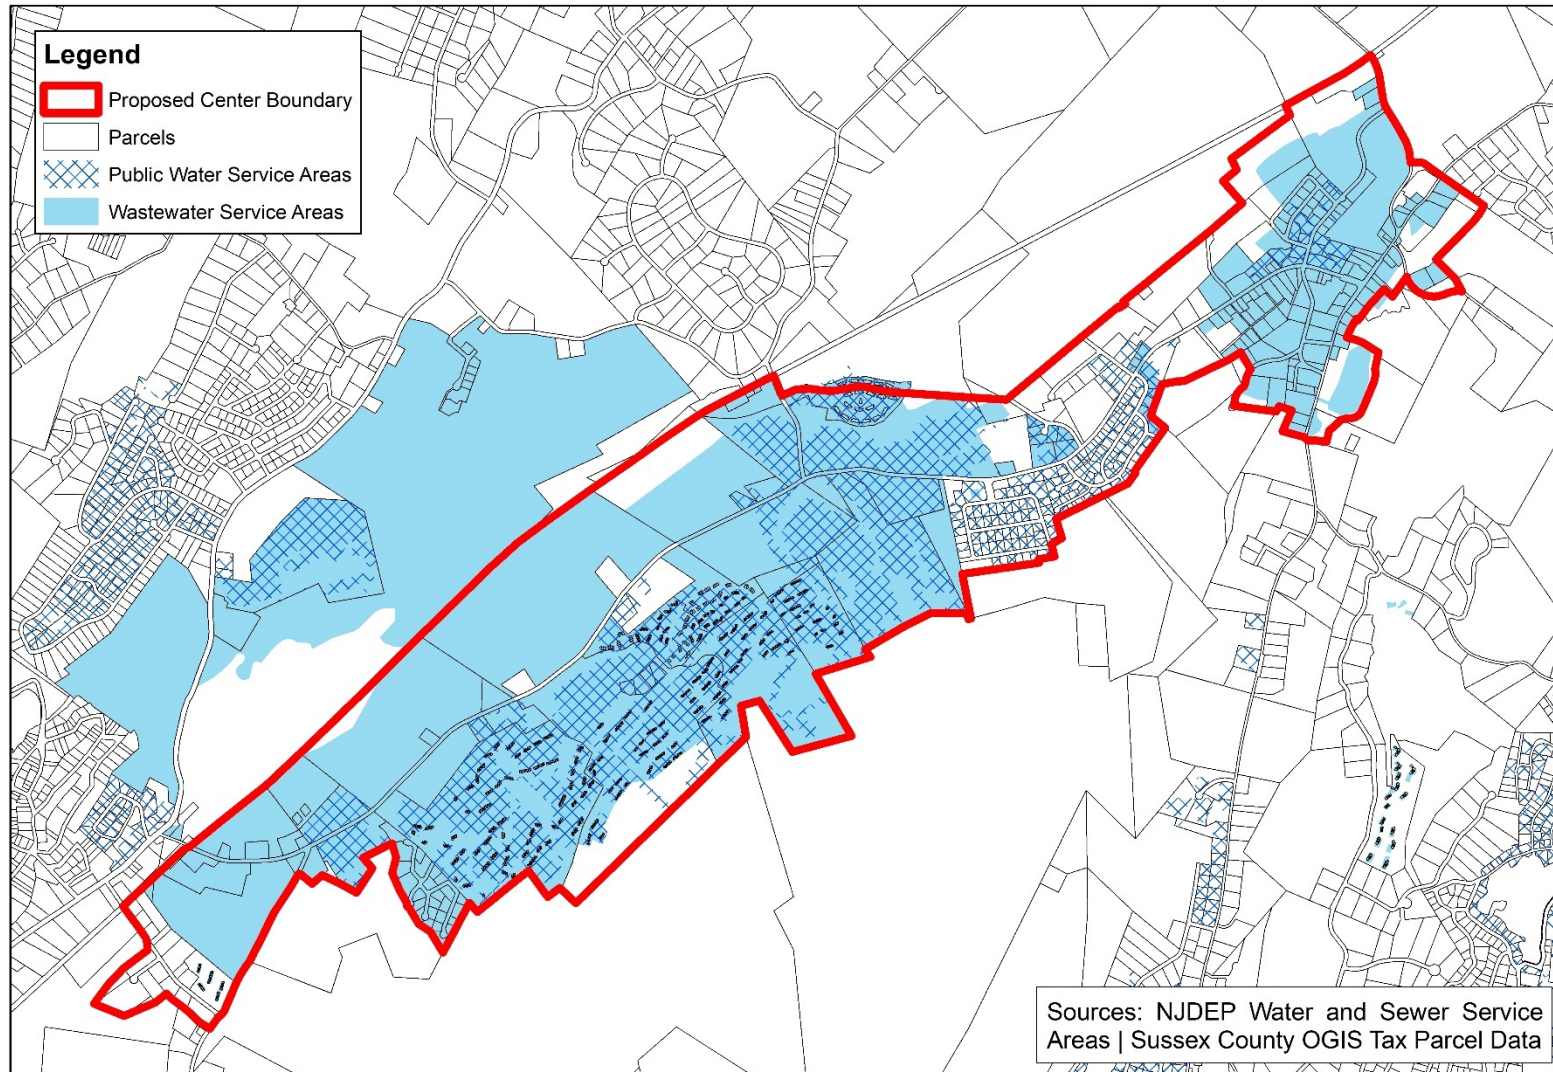 Legend
Proposed Center Boundary
Parcels
Public Water Service Areas
Wastewater Service Areas
Sources: NJDEP Water and Sewer Service
Areas | Sussex County OGIS Tax Parcel Data